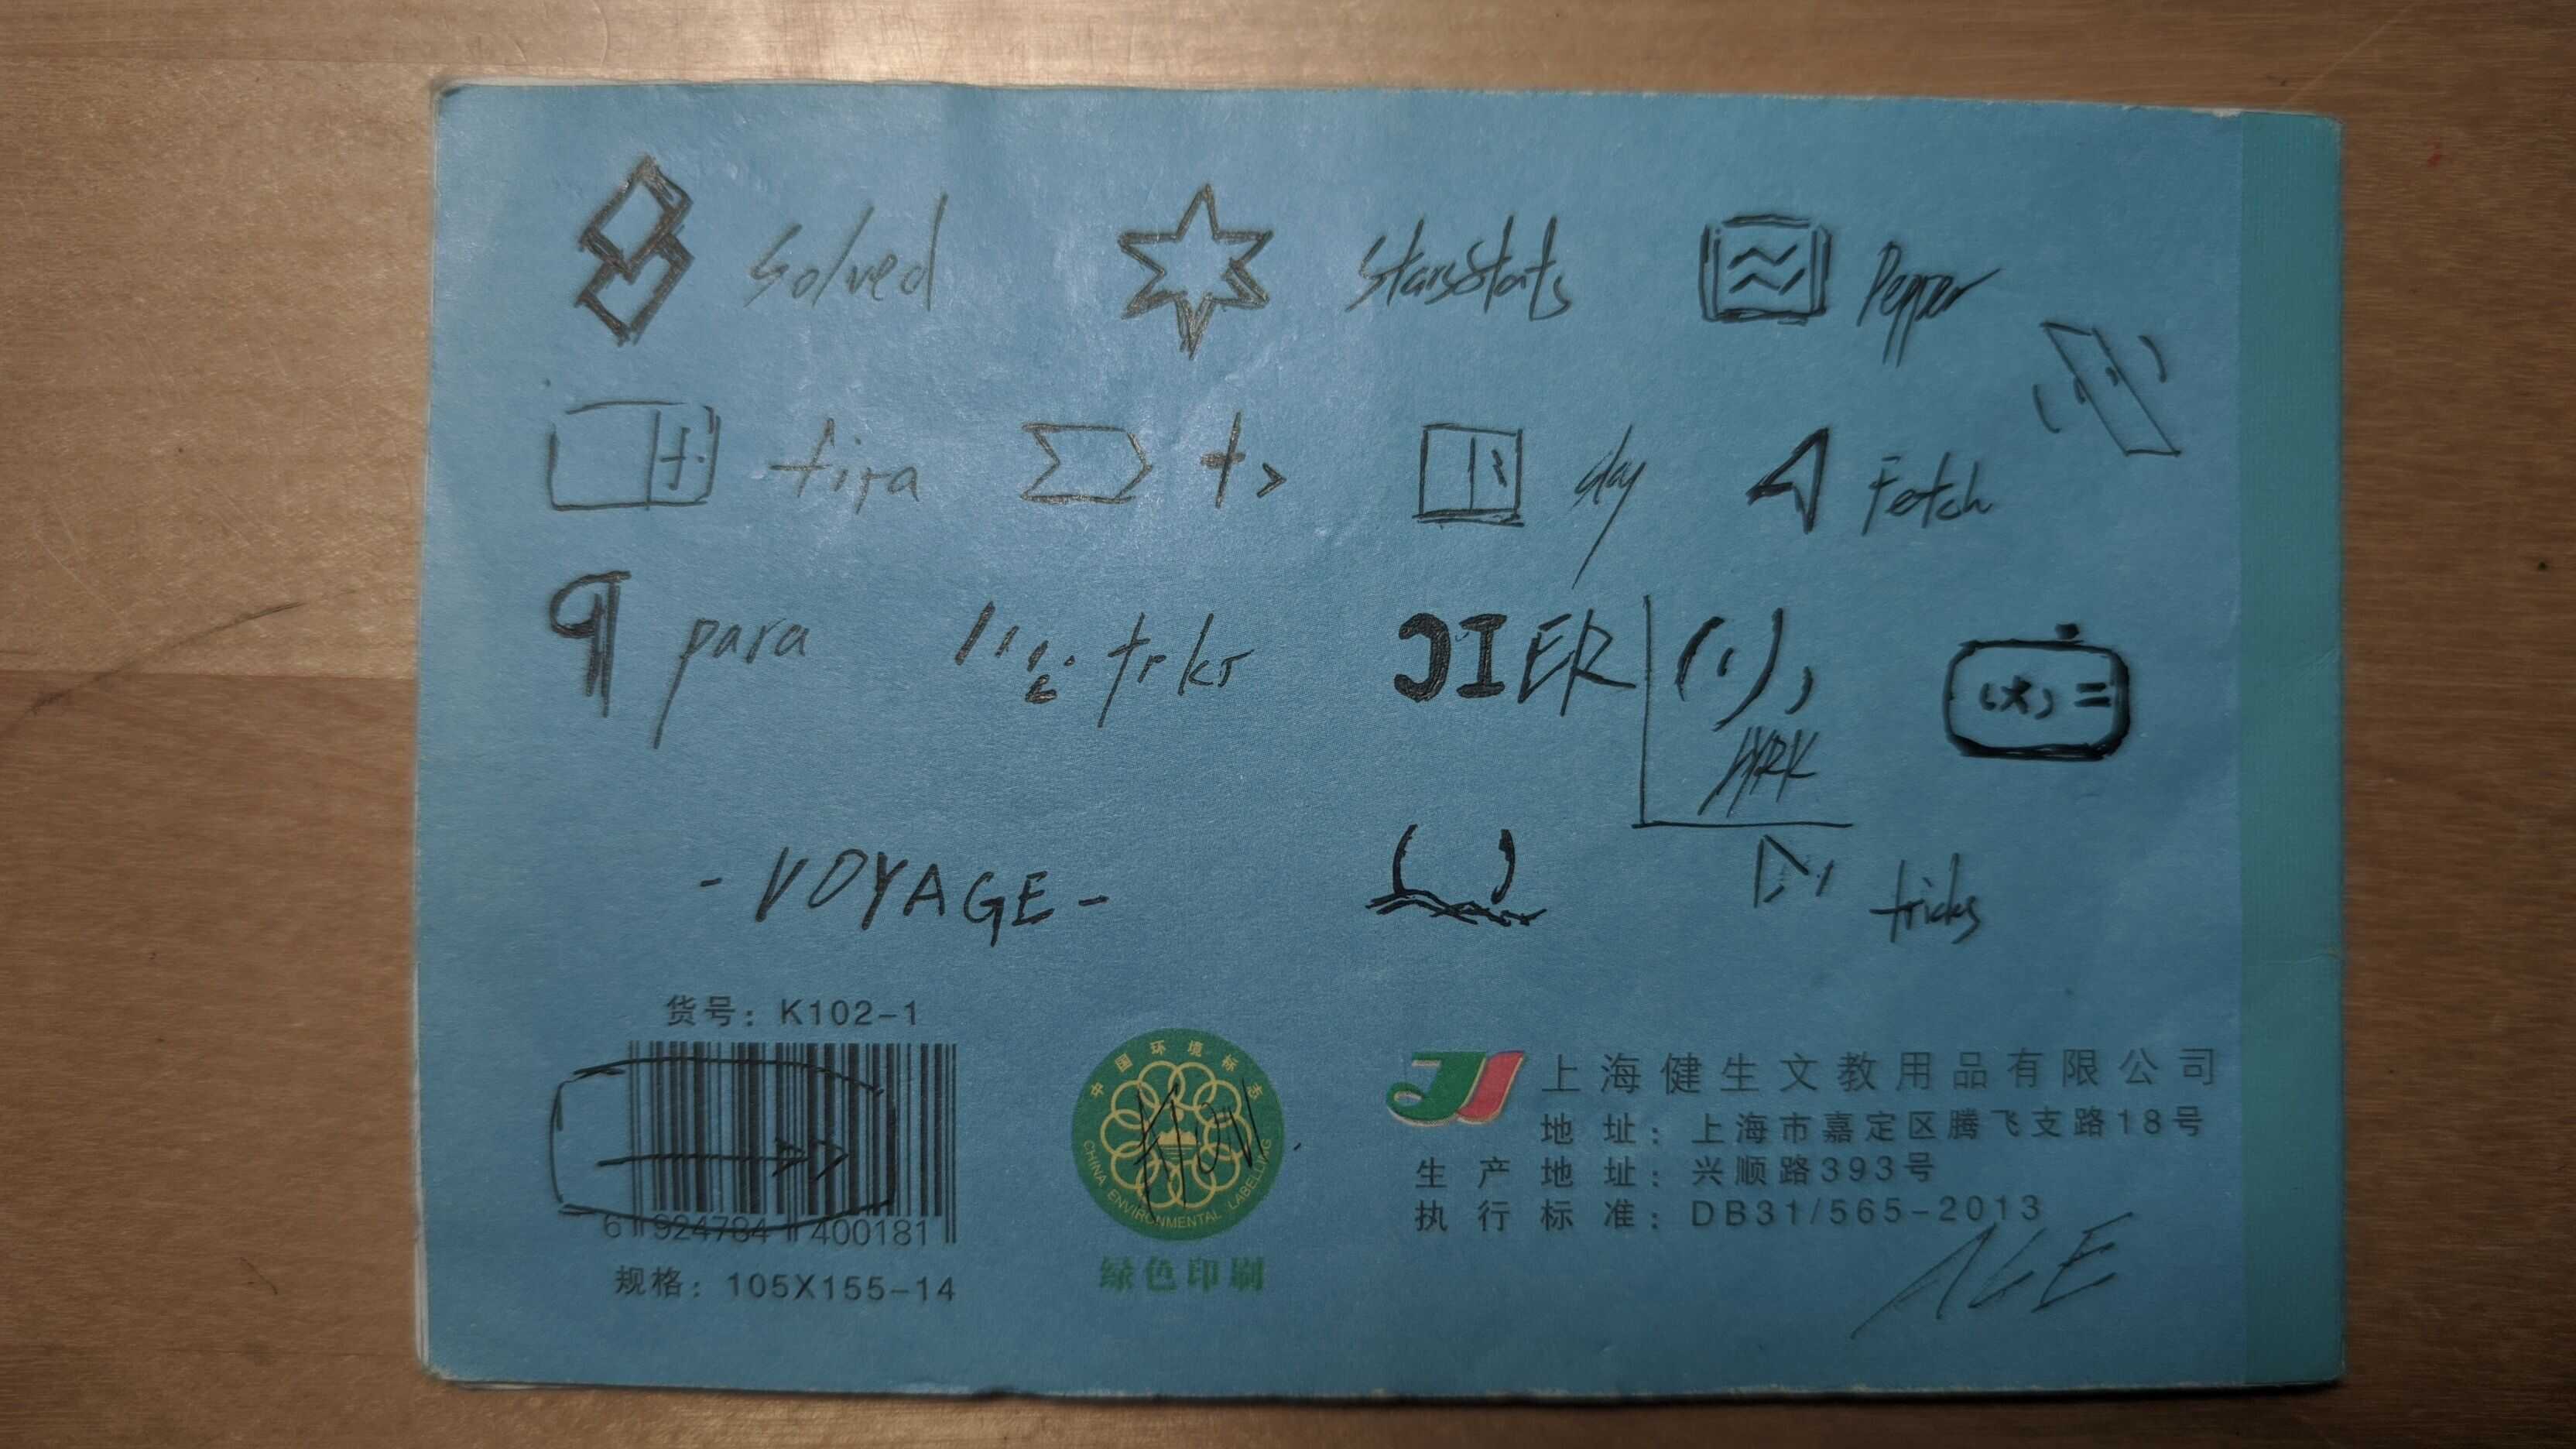 solved StarsStats Pepper
tira t> day Fetch
¶ para trkr JIER (·),
HRK
(x) =
- VOYAGE - tricks
货号：K102-1
6 924784 400181
规格：105X155-14
中国环境标志
CHINA ENVIRONMENTAL LABELLING
绿色印刷
上海健生文教用品有限公司
地址：上海市嘉定区腾飞支路18号
生产地址：兴顺路393号
执行标准：DB31/565-2013